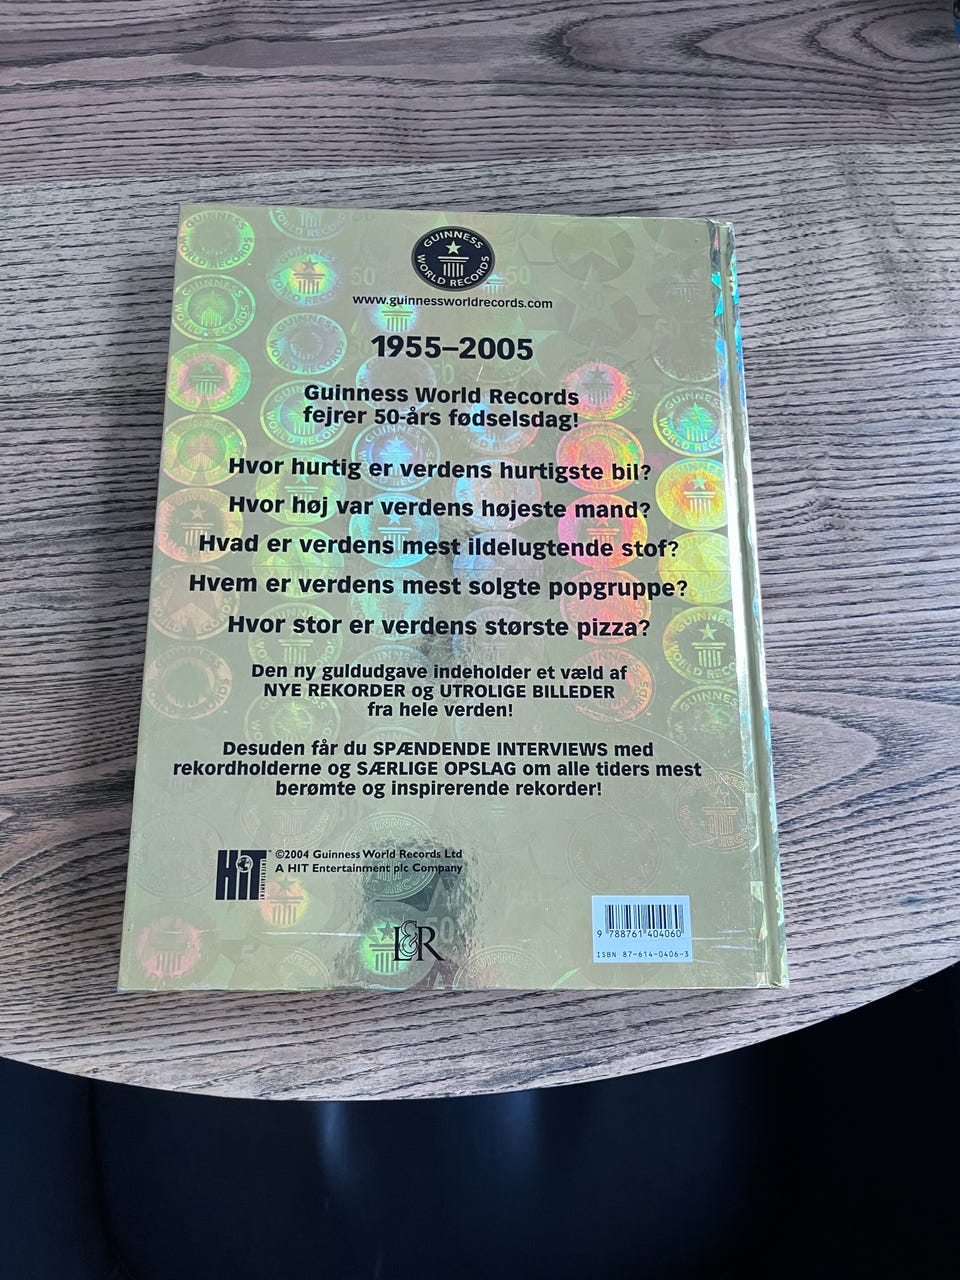 GUINNESS
WORLD RECORDS
www.guinnessworldrecords.com
1955–2005
Guinness World Records
fejrer 50-års fødselsdag!
Hvor hurtig er verdens hurtigste bil?
Hvor høj var verdens højeste mand?
Hvad er verdens mest ildelugtende stof?
Hvem er verdens mest solgte popgruppe?
Hvor stor er verdens største pizza?
Den ny guldudgave indeholder et væld af
NYE REKORDER og UTROLIGE BILLEDER
fra hele verden!
Desuden får du SPÆNDENDE INTERVIEWS med
rekordholderne og SÆRLIGE OPSLAG om alle tiders mest
berømte og inspirerende rekorder!
HiT ENTERTAINMENT ™
©2004 Guinness World Records Ltd
A HIT Entertainment plc Company
L&R
9 788761 404060
ISBN 87-614-0406-3